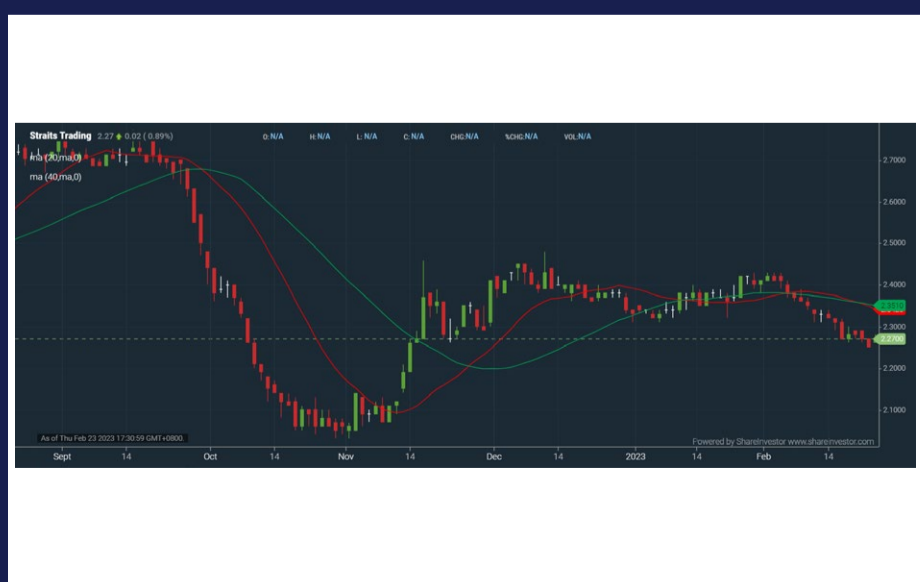 Straits Trading 2.27 0.02 ( 0.89%) O: N/A H: N/A L: N/A C: N/A CHG:N/A %CHG:N/A VOL:N/A
ma (20,ma,0)
ma (40,ma,0)
2.7000
2.6000
2.5000
2.4000
2.3000
2.2700
2.2000
2.1000
As of Thu Feb 23 2023 17:30:59 GMT+0800.
Powered by ShareInvestor www.shareinvestor.com
Sept 14 Oct 14 Nov 14 Dec 14 2023 14 Feb 14